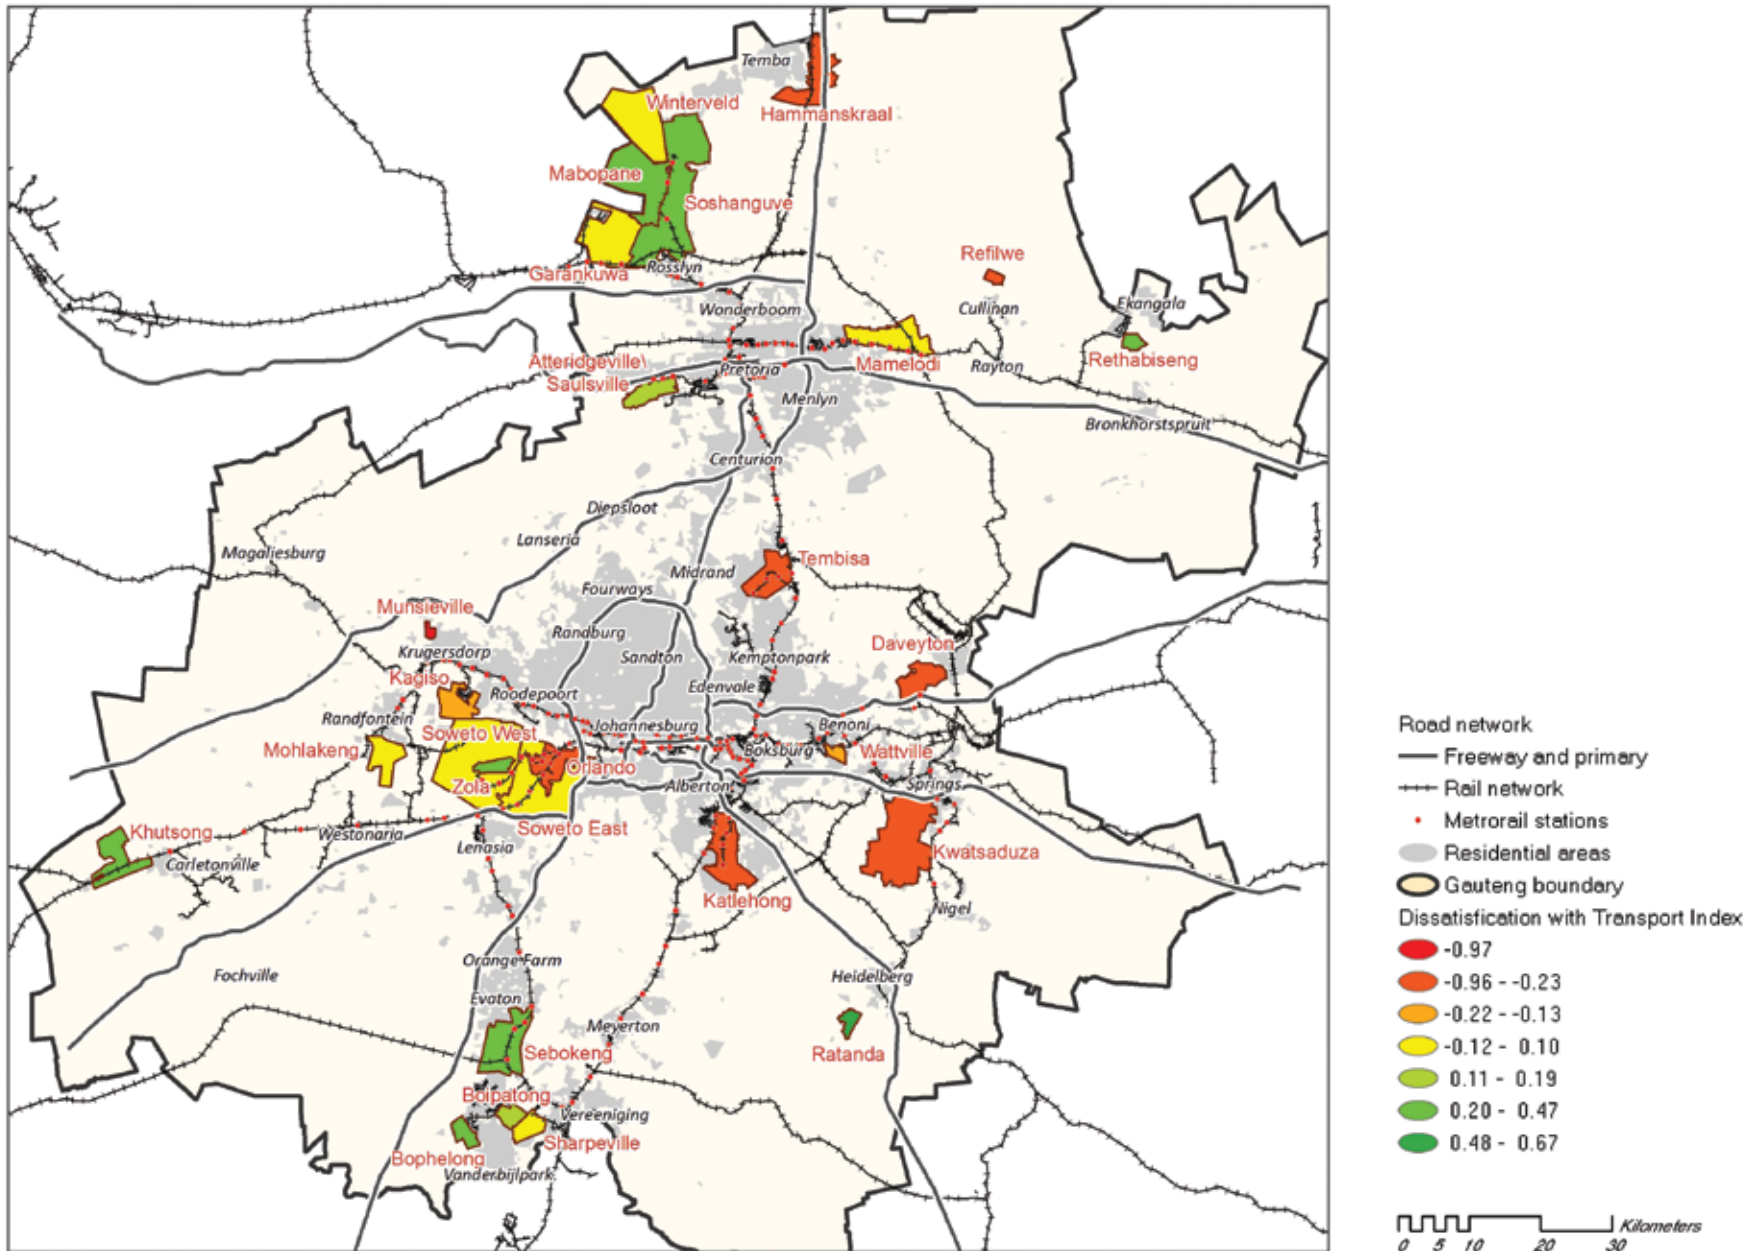 Temba
Winterveld
Hammanskraal
Mabopane
Soshanguve
Refilwe
Garankuwa
Rosslyn
Wonderboom
Cullinan
Ekangala
Atteridgeville\
Saulsville
Pretoria
Mamelodi
Rayton
Rethabiseng
Menlyn
Bronkhorstspruit
Centurion
Diepsloot
Lanseria
Magaliesburg
Midrand
Tembisa
Fourways
Munsieville
Randburg
Krugersdorp
Sandton
Kemptonpark
Daveyton
Kagiso
Roodepoort
Edenvale
Randfontein
Soweto West
Johannesburg
Benoni
Mohlakeng
Boksburg
Wattville
Orlando
Zola
Alberton
Springs
Khutsong
Westonaria
Soweto East
Carletonville
Lenasia
Kwatsaduza
Katlehong
Nigel
Fochville
Orange Farm
Heidelberg
Evaton
Meyerton
Sebokeng
Ratanda
Boipatong
Vereeniging
Sharpeville
Bophelong
Vanderbijlpark
Road network
Freeway and primary
Rail network
Metrorail stations
Residential areas
Gauteng boundary
Dissatisfication with Transport Index
-0.97
-0.96 - -0.23
-0.22 - -0.13
-0.12 - 0.10
0.11 - 0.19
0.20 - 0.47
0.48 - 0.67
Kilometers
0 5 10 20 30